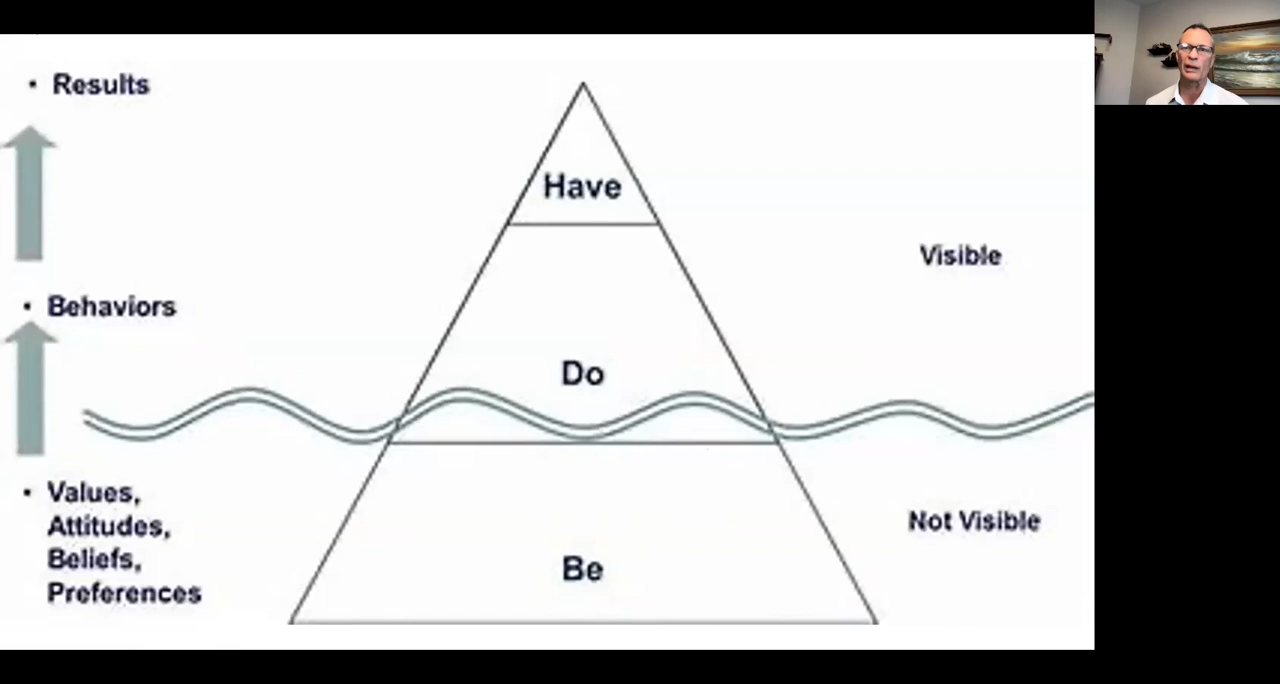 • Results
Have
Visible
• Behaviors
Do
• Values,
Attitudes,
Beliefs,
Preferences
Not Visible
Be